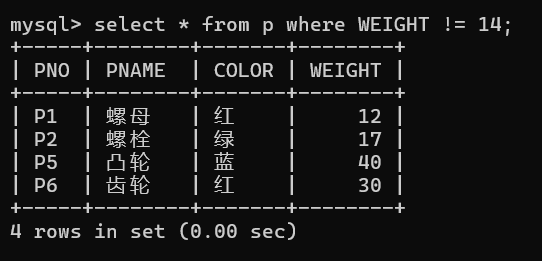 mysql> select * from p where WEIGHT != 14;
+-----+--------+-------+--------+
| PNO | PNAME  | COLOR | WEIGHT |
+-----+--------+-------+--------+
| P1  | 螺母   | 红    |     12 |
| P2  | 螺栓   | 绿    |     17 |
| P5  | 凸轮   | 蓝    |     40 |
| P6  | 齿轮   | 红    |     30 |
+-----+--------+-------+--------+
4 rows in set (0.00 sec)